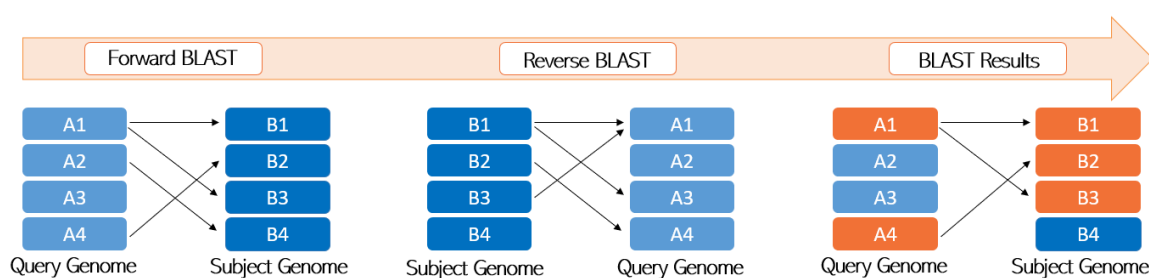 Forward BLAST
Reverse BLAST
BLAST Results
A1
B1
B1
A1
A1
B1
A2
B2
B2
A2
A2
B2
A3
B3
B3
A3
A3
B3
A4
B4
B4
A4
A4
B4
Query Genome
Subject Genome
Subject Genome
Query Genome
Query Genome
Subject Genome